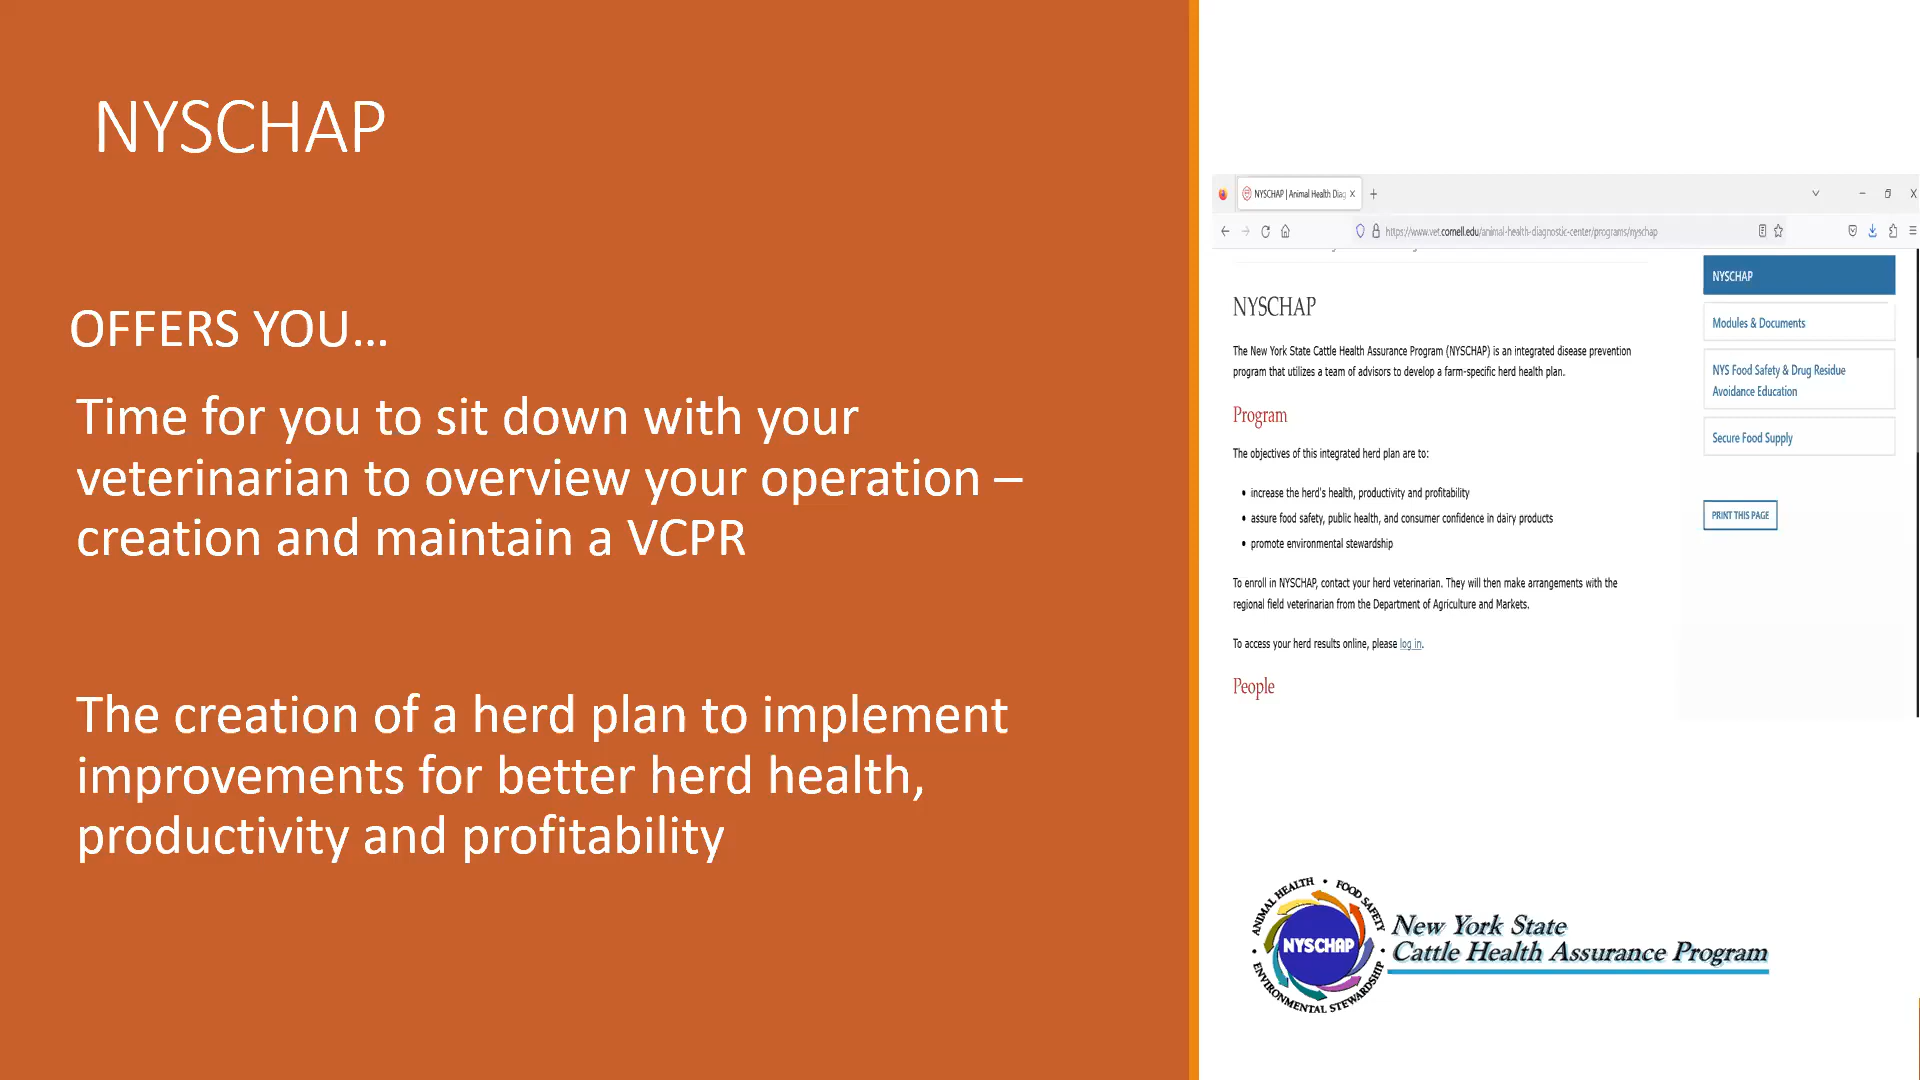 NYSCHAP
OFFERS YOU...
Time for you to sit down with your
veterinarian to overview your operation –
creation and maintain a VCPR
The creation of a herd plan to implement
improvements for better herd health,
productivity and profitability
NYSCHAP | Animal Health Diag
https://www.vet.cornell.edu/animal-health-diagnostic-center/programs/nyschap
NYSCHAP
The New York State Cattle Health Assurance Program (NYSCHAP) is an integrated disease prevention
program that utilizes a team of advisors to develop a farm-specific herd health plan.
Program
The objectives of this integrated herd plan are to:
• increase the herd's health, productivity and profitability
• assure food safety, public health, and consumer confidence in dairy products
• promote environmental stewardship
To enroll in NYSCHAP, contact your herd veterinarian. They will then make arrangements with the
regional field veterinarian from the Department of Agriculture and Markets.
To access your herd results online, please log in.
People
NYSCHAP
Modules & Documents
NYS Food Safety & Drug Residue
Avoidance Education
Secure Food Supply
PRINT THIS PAGE
ANIMAL HEALTH • FOOD SAFETY • ENVIRONMENTAL STEWARDSHIP •
NYSCHAP
New York State
Cattle Health Assurance Program